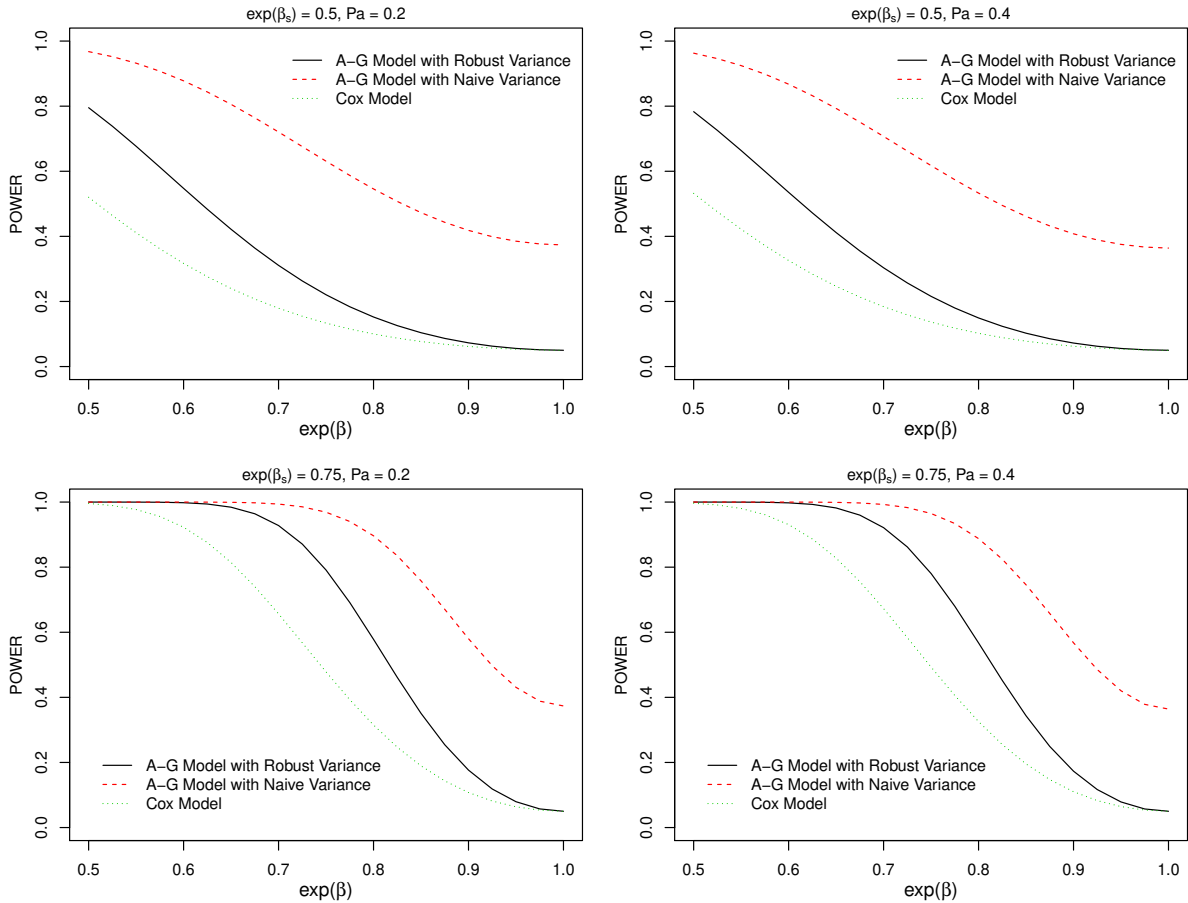 exp(βs) = 0.5, Pa = 0.2
A−G Model with Robust Variance
A−G Model with Naive Variance
Cox Model
POWER
1.0
0.8
0.6
0.4
0.2
0.0
0.5 0.6 0.7 0.8 0.9 1.0
exp(β)
exp(βs) = 0.5, Pa = 0.4
A−G Model with Robust Variance
A−G Model with Naive Variance
Cox Model
POWER
1.0
0.8
0.6
0.4
0.2
0.0
0.5 0.6 0.7 0.8 0.9 1.0
exp(β)
exp(βs) = 0.75, Pa = 0.2
POWER
1.0
0.8
0.6
0.4
0.2
0.0
A−G Model with Robust Variance
A−G Model with Naive Variance
Cox Model
0.5 0.6 0.7 0.8 0.9 1.0
exp(β)
exp(βs) = 0.75, Pa = 0.4
POWER
1.0
0.8
0.6
0.4
0.2
0.0
A−G Model with Robust Variance
A−G Model with Naive Variance
Cox Model
0.5 0.6 0.7 0.8 0.9 1.0
exp(β)